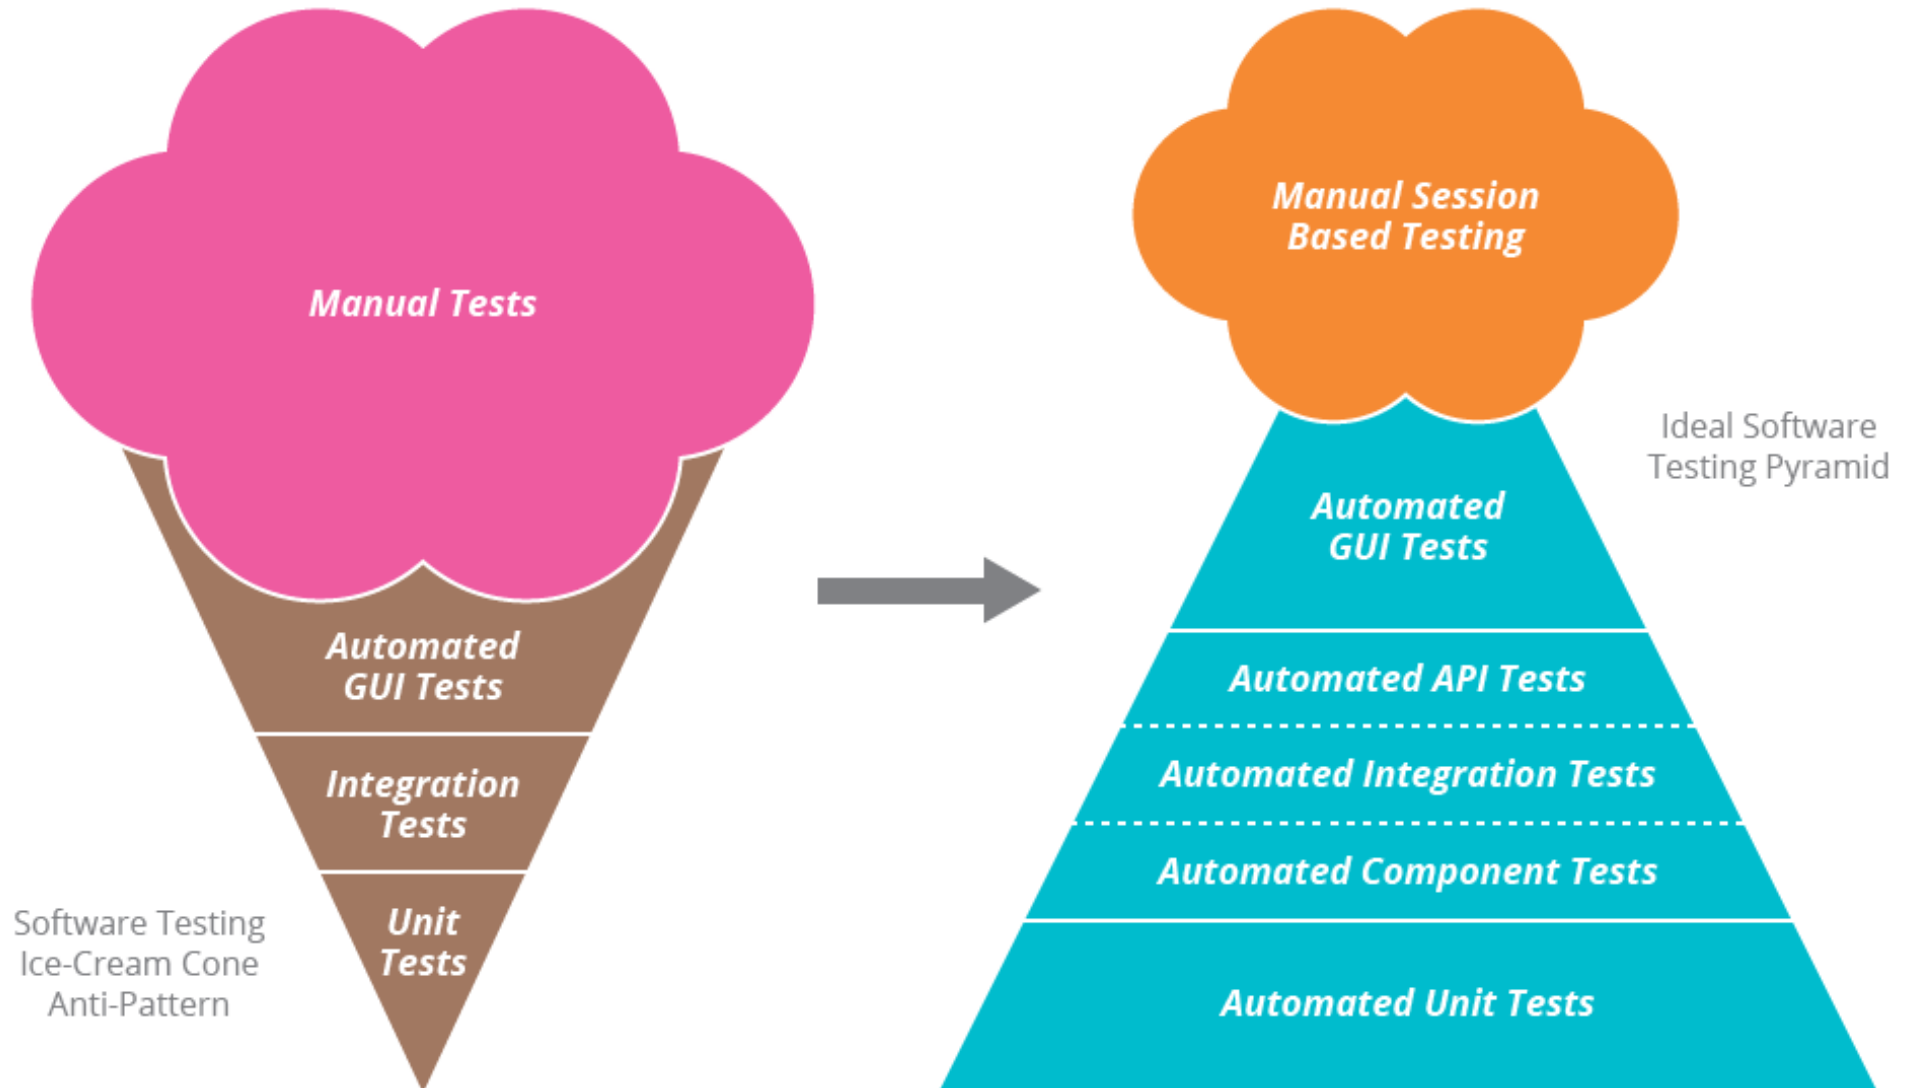 Manual Tests
Automated
GUI Tests
Integration
Tests
Unit
Tests
Software Testing
Ice-Cream Cone
Anti-Pattern
Manual Session
Based Testing
Ideal Software
Testing Pyramid
Automated
GUI Tests
Automated API Tests
Automated Integration Tests
Automated Component Tests
Automated Unit Tests